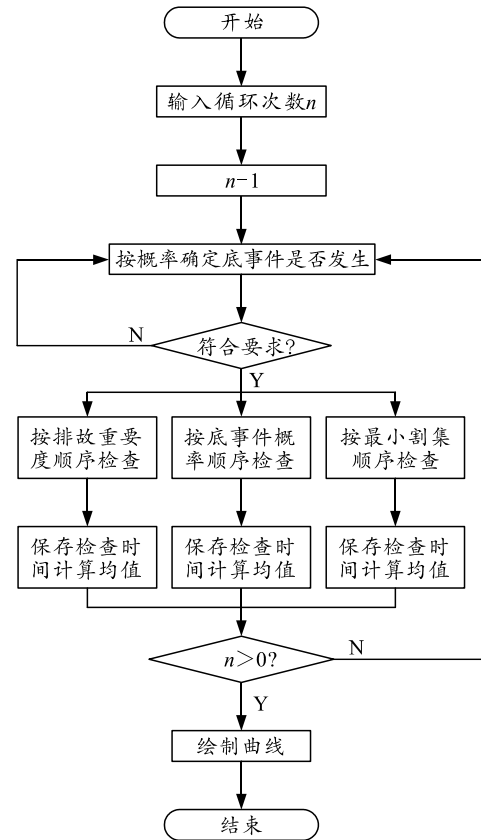 开始
输入循环次数n
n-1
按概率确定底事件是否发生
N
符合要求?
Y
按排故重要
度顺序检查
按底事件概
率顺序检查
按最小割集
顺序检查
保存检查时
间计算均值
保存检查时
间计算均值
保存检查时
间计算均值
n>0?
N
Y
绘制曲线
结束